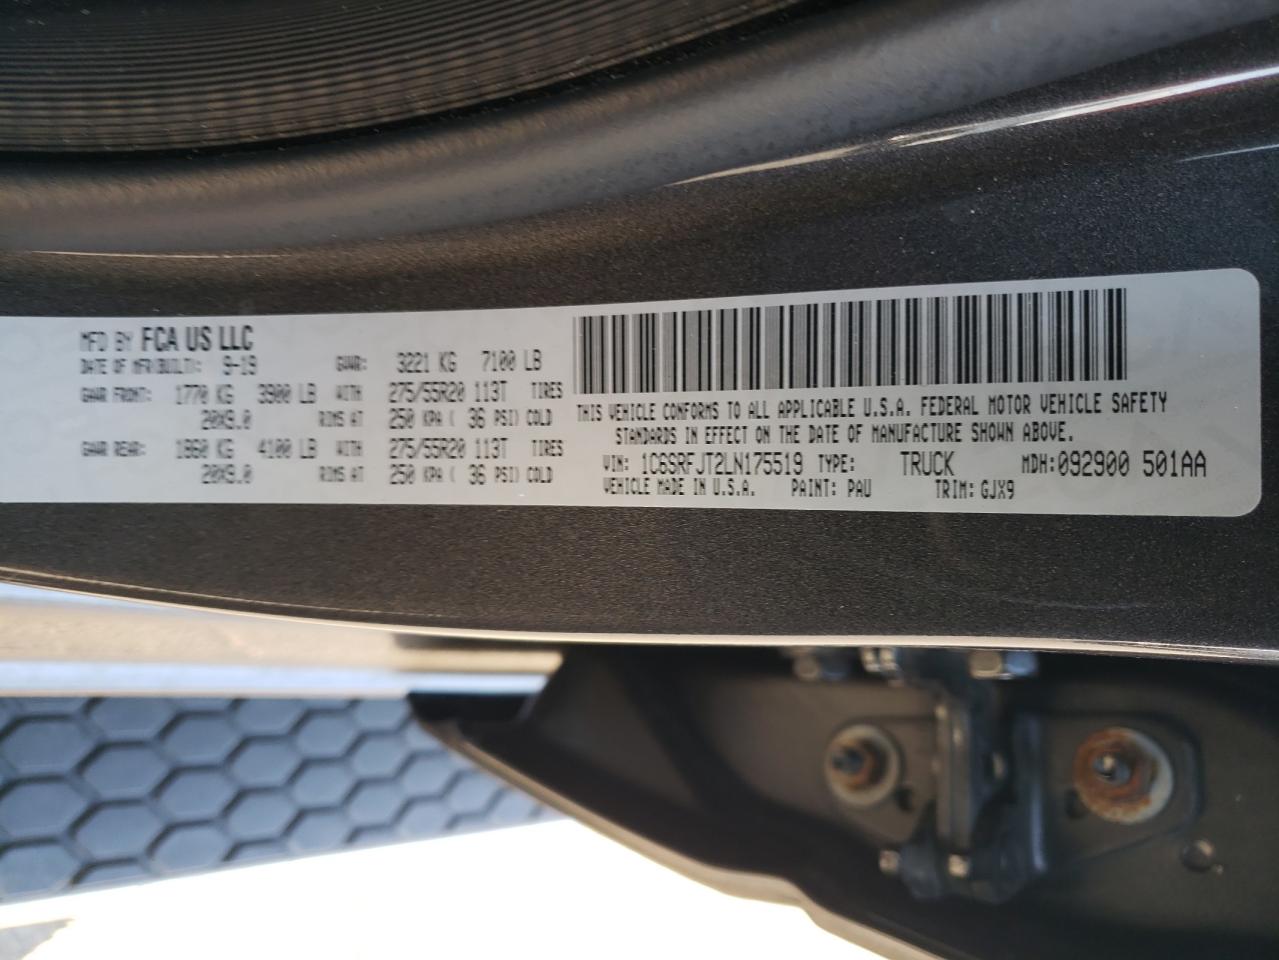 MFD BY FCA US LLC
DATE OF MFR(BUILT): 9-19 GVWR: 3221 KG 7100 LB
GAWR FRONT: 1770 KG 3900 LB WITH 275/55R20 113T TIRES
20X9.0 RIMS AT 250 KPA ( 36 PSI) COLD
GAWR REAR: 1860 KG 4100 LB WITH 275/55R20 113T TIRES
20X9.0 RIMS AT 250 KPA ( 36 PSI) COLD
THIS VEHICLE CONFORMS TO ALL APPLICABLE U.S.A. FEDERAL MOTOR VEHICLE SAFETY
STANDARDS IN EFFECT ON THE DATE OF MANUFACTURE SHOWN ABOVE.
VIN: 1C6SRFJT2LN175519 TYPE: TRUCK MDH:092900 501AA
VEHICLE MADE IN U.S.A. PAINT: PAU TRIM: GJX9